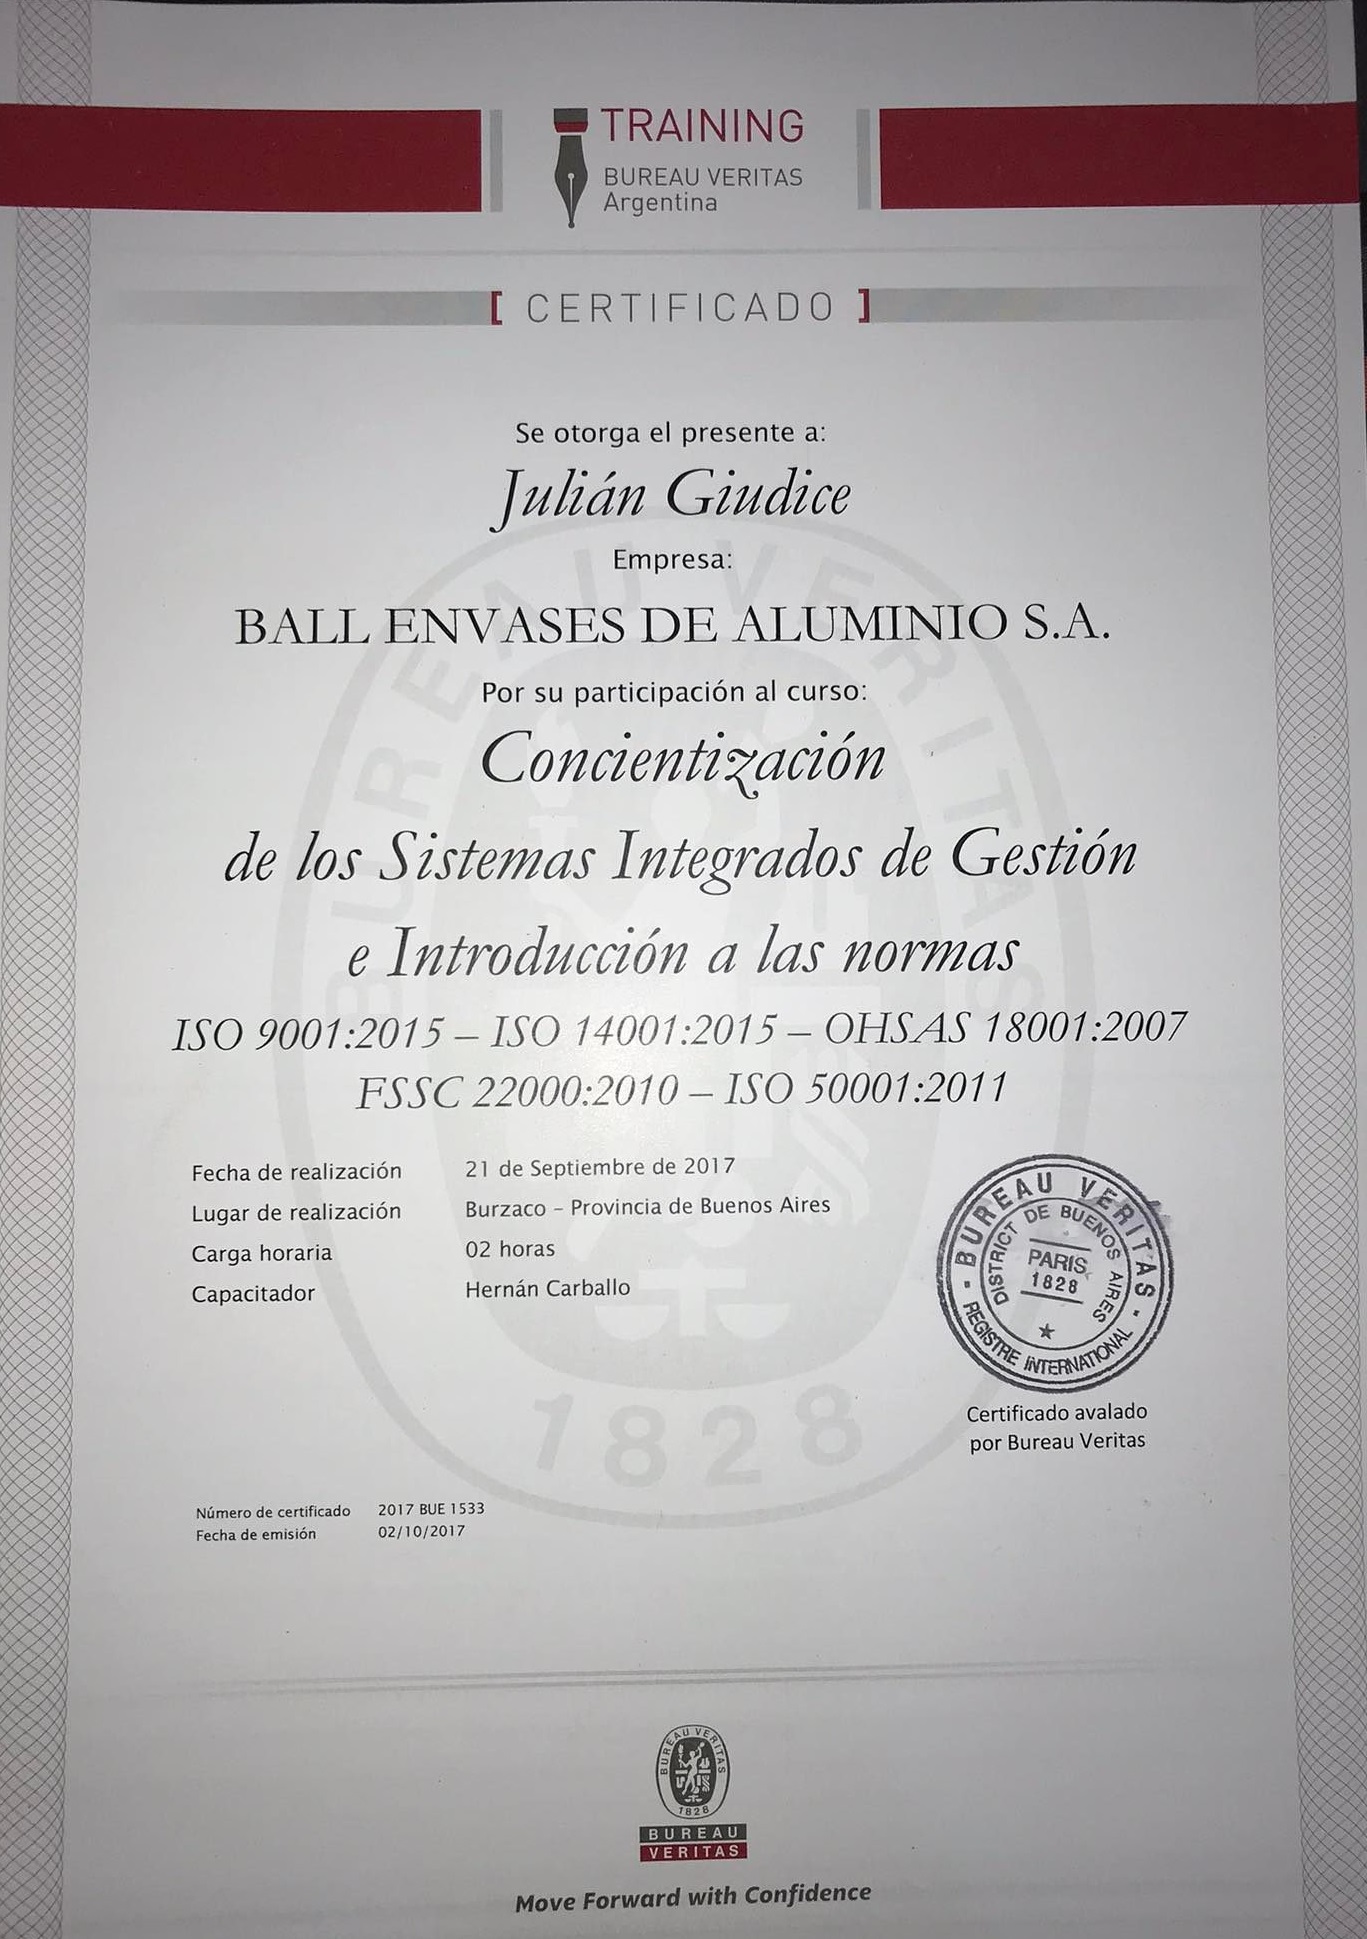 TRAINING
BUREAU VERITAS
Argentina
[ CERTIFICADO ]
Se otorga el presente a:
Julián Giudice
Empresa:
BALL ENVASES DE ALUMINIO S.A.
Por su participación al curso:
Concientización
de los Sistemas Integrados de Gestión
e Introducción a las normas
ISO 9001:2015 – ISO 14001:2015 – OHSAS 18001:2007
FSSC 22000:2010 – ISO 50001:2011
Fecha de realización 21 de Septiembre de 2017
Lugar de realización Burzaco – Provincia de Buenos Aires
Carga horaria 02 horas
Capacitador Hernán Carballo
BUREAU VERITAS
REGISTRE INTERNATIONAL
DISTRICT DE BUENOS AIRES
PARIS
1828
Certificado avalado
por Bureau Veritas
BUREAU VERITAS
1828
Número de certificado 2017 BUE 1533
Fecha de emisión 02/10/2017
BUREAU VERITAS
1828
BUREAU
VERITAS
Move Forward with Confidence